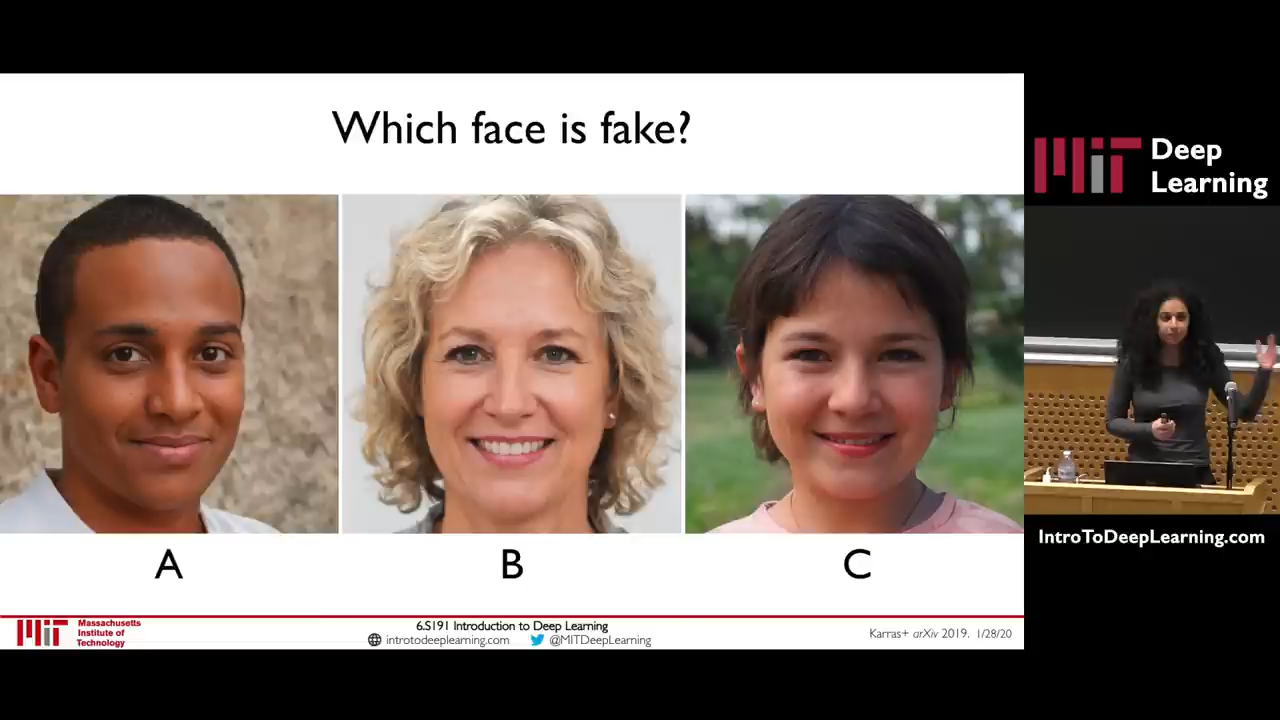 Which face is fake?
A
B
C
Massachusetts
Institute of
Technology
6.S191 Introduction to Deep Learning
introtodeeplearning.com @MITDeepLearning
Karras+ arXiv 2019. 1/28/20
MIT Deep
Learning
IntroToDeepLearning.com